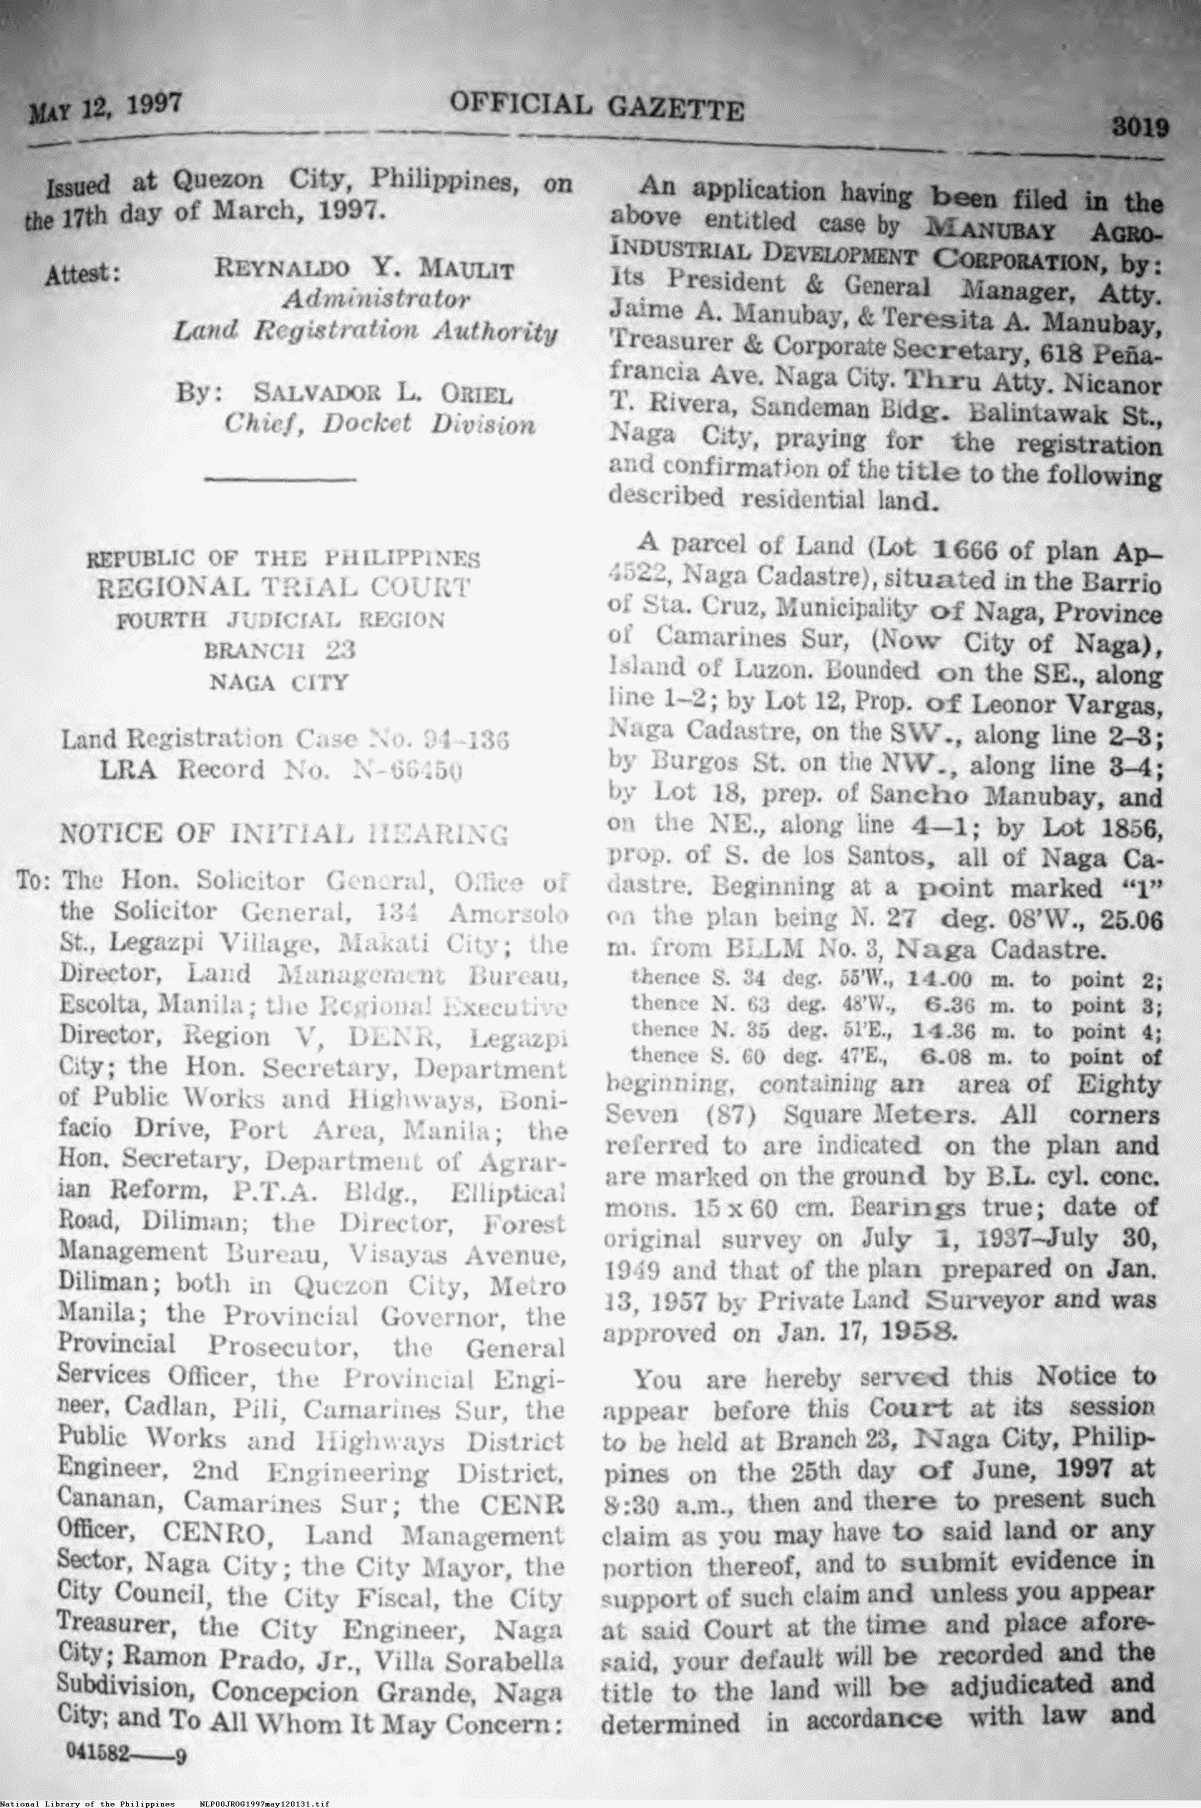 MAY 12, 1997 OFFICIAL GAZETTE 3019
Issued at Quezon City, Philippines, on
the 17th day of March, 1997.
Attest: REYNALDO Y. MAULIT
Administrator
Land Registration Authority
By: SALVADOR L. ORIEL
Chief, Docket Division
REPUBLIC OF THE PHILIPPINES
REGIONAL TRIAL COURT
FOURTH JUDICIAL REGION
BRANCH 23
NAGA CITY
Land Registration Case No. 94-136
LRA Record No. N-66450
NOTICE OF INITIAL HEARING
To: The Hon. Solicitor General, Office of
the Solicitor General, 134 Amorsolo
St., Legazpi Village, Makati City; the
Director, Land Management Bureau,
Escolta, Manila; the Regional Executive
Director, Region V, DENR, Legazpi
City; the Hon. Secretary, Department
of Public Works and Highways, Boni-
facio Drive, Port Area, Manila; the
Hon. Secretary, Department of Agrar-
ian Reform, P.T.A. Bldg., Elliptical
Road, Diliman; the Director, Forest
Management Bureau, Visayas Avenue,
Diliman; both in Quezon City, Metro
Manila; the Provincial Governor, the
Provincial Prosecutor, the General
Services Officer, the Provincial Engi-
neer, Cadlan, Pili, Camarines Sur, the
Public Works and Highways District
Engineer, 2nd Engineering District,
Cananan, Camarines Sur; the CENR
Officer, CENRO, Land Management
Sector, Naga City; the City Mayor, the
City Council, the City Fiscal, the City
Treasurer, the City Engineer, Naga
City; Ramon Prado, Jr., Villa Sorabella
Subdivision, Concepcion Grande, Naga
City; and To All Whom It May Concern:
041582——9
An application having been filed in the
above entitled case by MANUBAY AGRO-
INDUSTRIAL DEVELOPMENT CORPORATION, by:
Its President & General Manager, Atty.
Jaime A. Manubay, & Teresita A. Manubay,
Treasurer & Corporate Secretary, 618 Peña-
francia Ave. Naga City. Thru Atty. Nicanor
T. Rivera, Sandeman Bldg. Balintawak St.,
Naga City, praying for the registration
and confirmation of the title to the following
described residential land.
A parcel of Land (Lot 1666 of plan Ap-
4522, Naga Cadastre), situated in the Barrio
of Sta. Cruz, Municipality of Naga, Province
of Camarines Sur, (Now City of Naga),
Island of Luzon. Bounded on the SE., along
line 1-2; by Lot 12, Prop. of Leonor Vargas,
Naga Cadastre, on the SW., along line 2-3;
by Burgos St. on the NW., along line 3-4;
by Lot 18, prep. of Sancho Manubay, and
on the NE., along line 4—1; by Lot 1856,
prop. of S. de los Santos, all of Naga Ca-
dastre. Beginning at a point marked “1”
on the plan being N. 27 deg. 08'W., 25.06
m. from BLLM No. 3, Naga Cadastre.
thence S. 34 deg. 55'W., 14.00 m. to point 2;
thence N. 63 deg. 48'W., 6.36 m. to point 3;
thence N. 35 deg. 51'E., 14.36 m. to point 4;
thence S. 60 deg. 47'E., 6.08 m. to point of
beginning, containing an area of Eighty
Seven (87) Square Meters. All corners
referred to are indicated on the plan and
are marked on the ground by B.L. cyl. conc.
mons. 15 x 60 cm. Bearings true; date of
original survey on July 1, 1937-July 30,
1949 and that of the plan prepared on Jan.
13, 1957 by Private Land Surveyor and was
approved on Jan. 17, 1958.
You are hereby served this Notice to
appear before this Court at its session
to be held at Branch 23, Naga City, Philip-
pines on the 25th day of June, 1997 at
8:30 a.m., then and there to present such
claim as you may have to said land or any
portion thereof, and to submit evidence in
support of such claim and unless you appear
at said Court at the time and place afore-
said, your default will be recorded and the
title to the land will be adjudicated and
determined in accordance with law and
National Library of the Philippines NLP00JROG1997may120131.tif